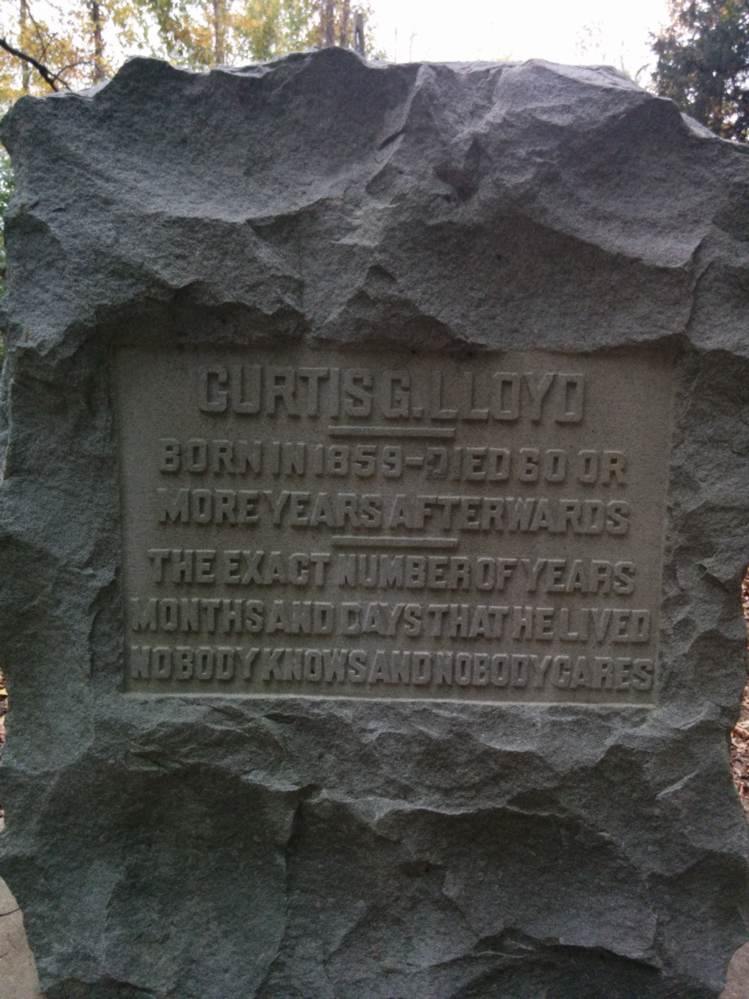 CURTIS G. LLOYD
BORN IN 1859-DIED 60 OR
MORE YEARS AFTERWARDS
THE EXACT NUMBER OF YEARS
MONTHS AND DAYS THAT HE LIVED
NOBODY KNOWS AND NOBODY CARES